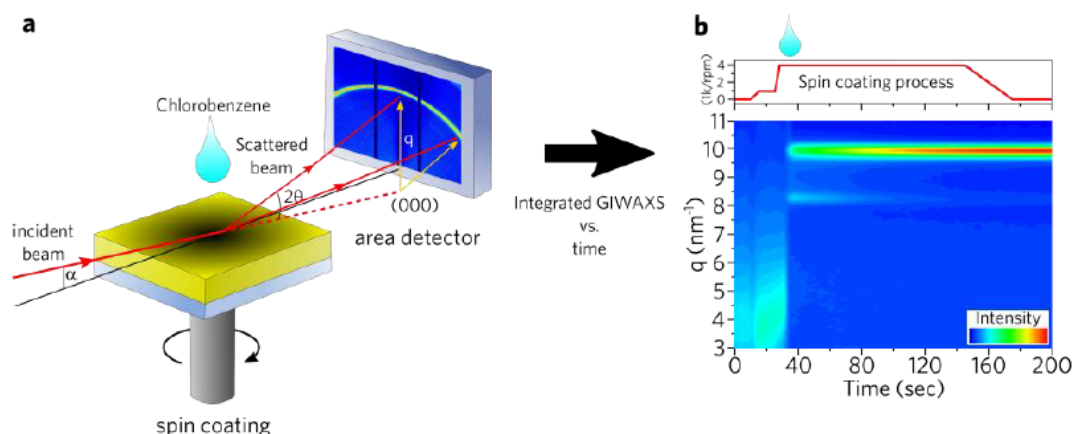 a
Chlorobenzene
Scattered
beam
q
2θ
(000)
incident
beam
α
area detector
spin coating
Integrated GIWAXS
vs.
time
b
(1k/rpm)
4
2
0
Spin coating process
q (nm⁻¹)
11
10
9
8
7
6
5
4
3
Intensity
0 40 80 120 160 200
Time (sec)